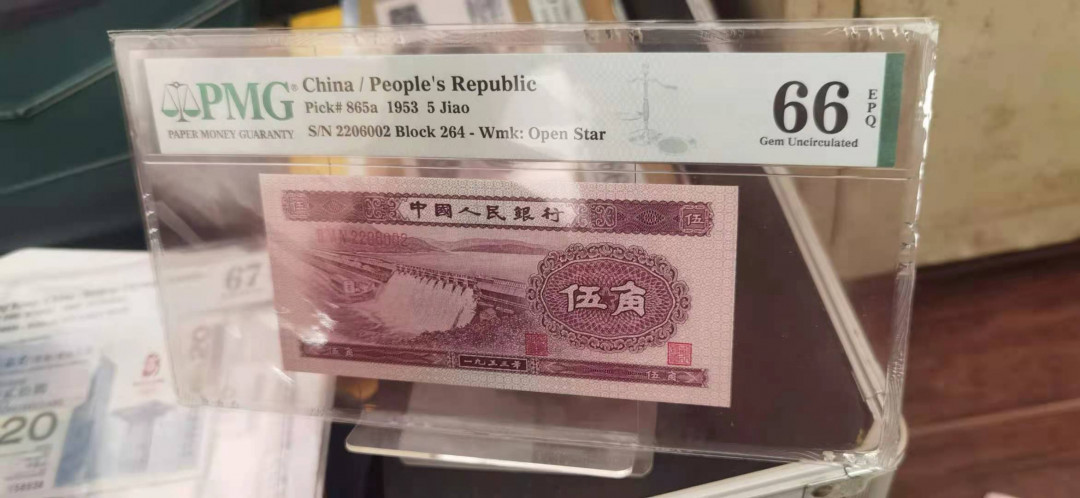 PMG
PAPER MONEY GUARANTY
China / People's Republic
Pick# 865a 1953 5 Jiao
S/N 2206002 Block 264 - Wmk: Open Star
66
EPQ
Gem Uncirculated
中國人民銀行
伍
2206002
伍角
一九五三年
伍角
67
20
20